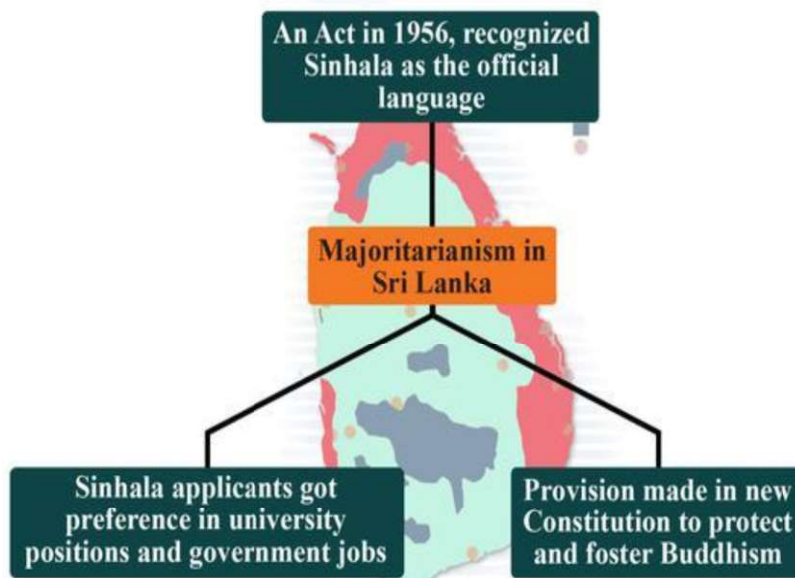 An Act in 1956, recognized
Sinhala as the official
language
Majoritarianism in
Sri Lanka
Sinhala applicants got
preference in university
positions and government jobs
Provision made in new
Constitution to protect
and foster Buddhism